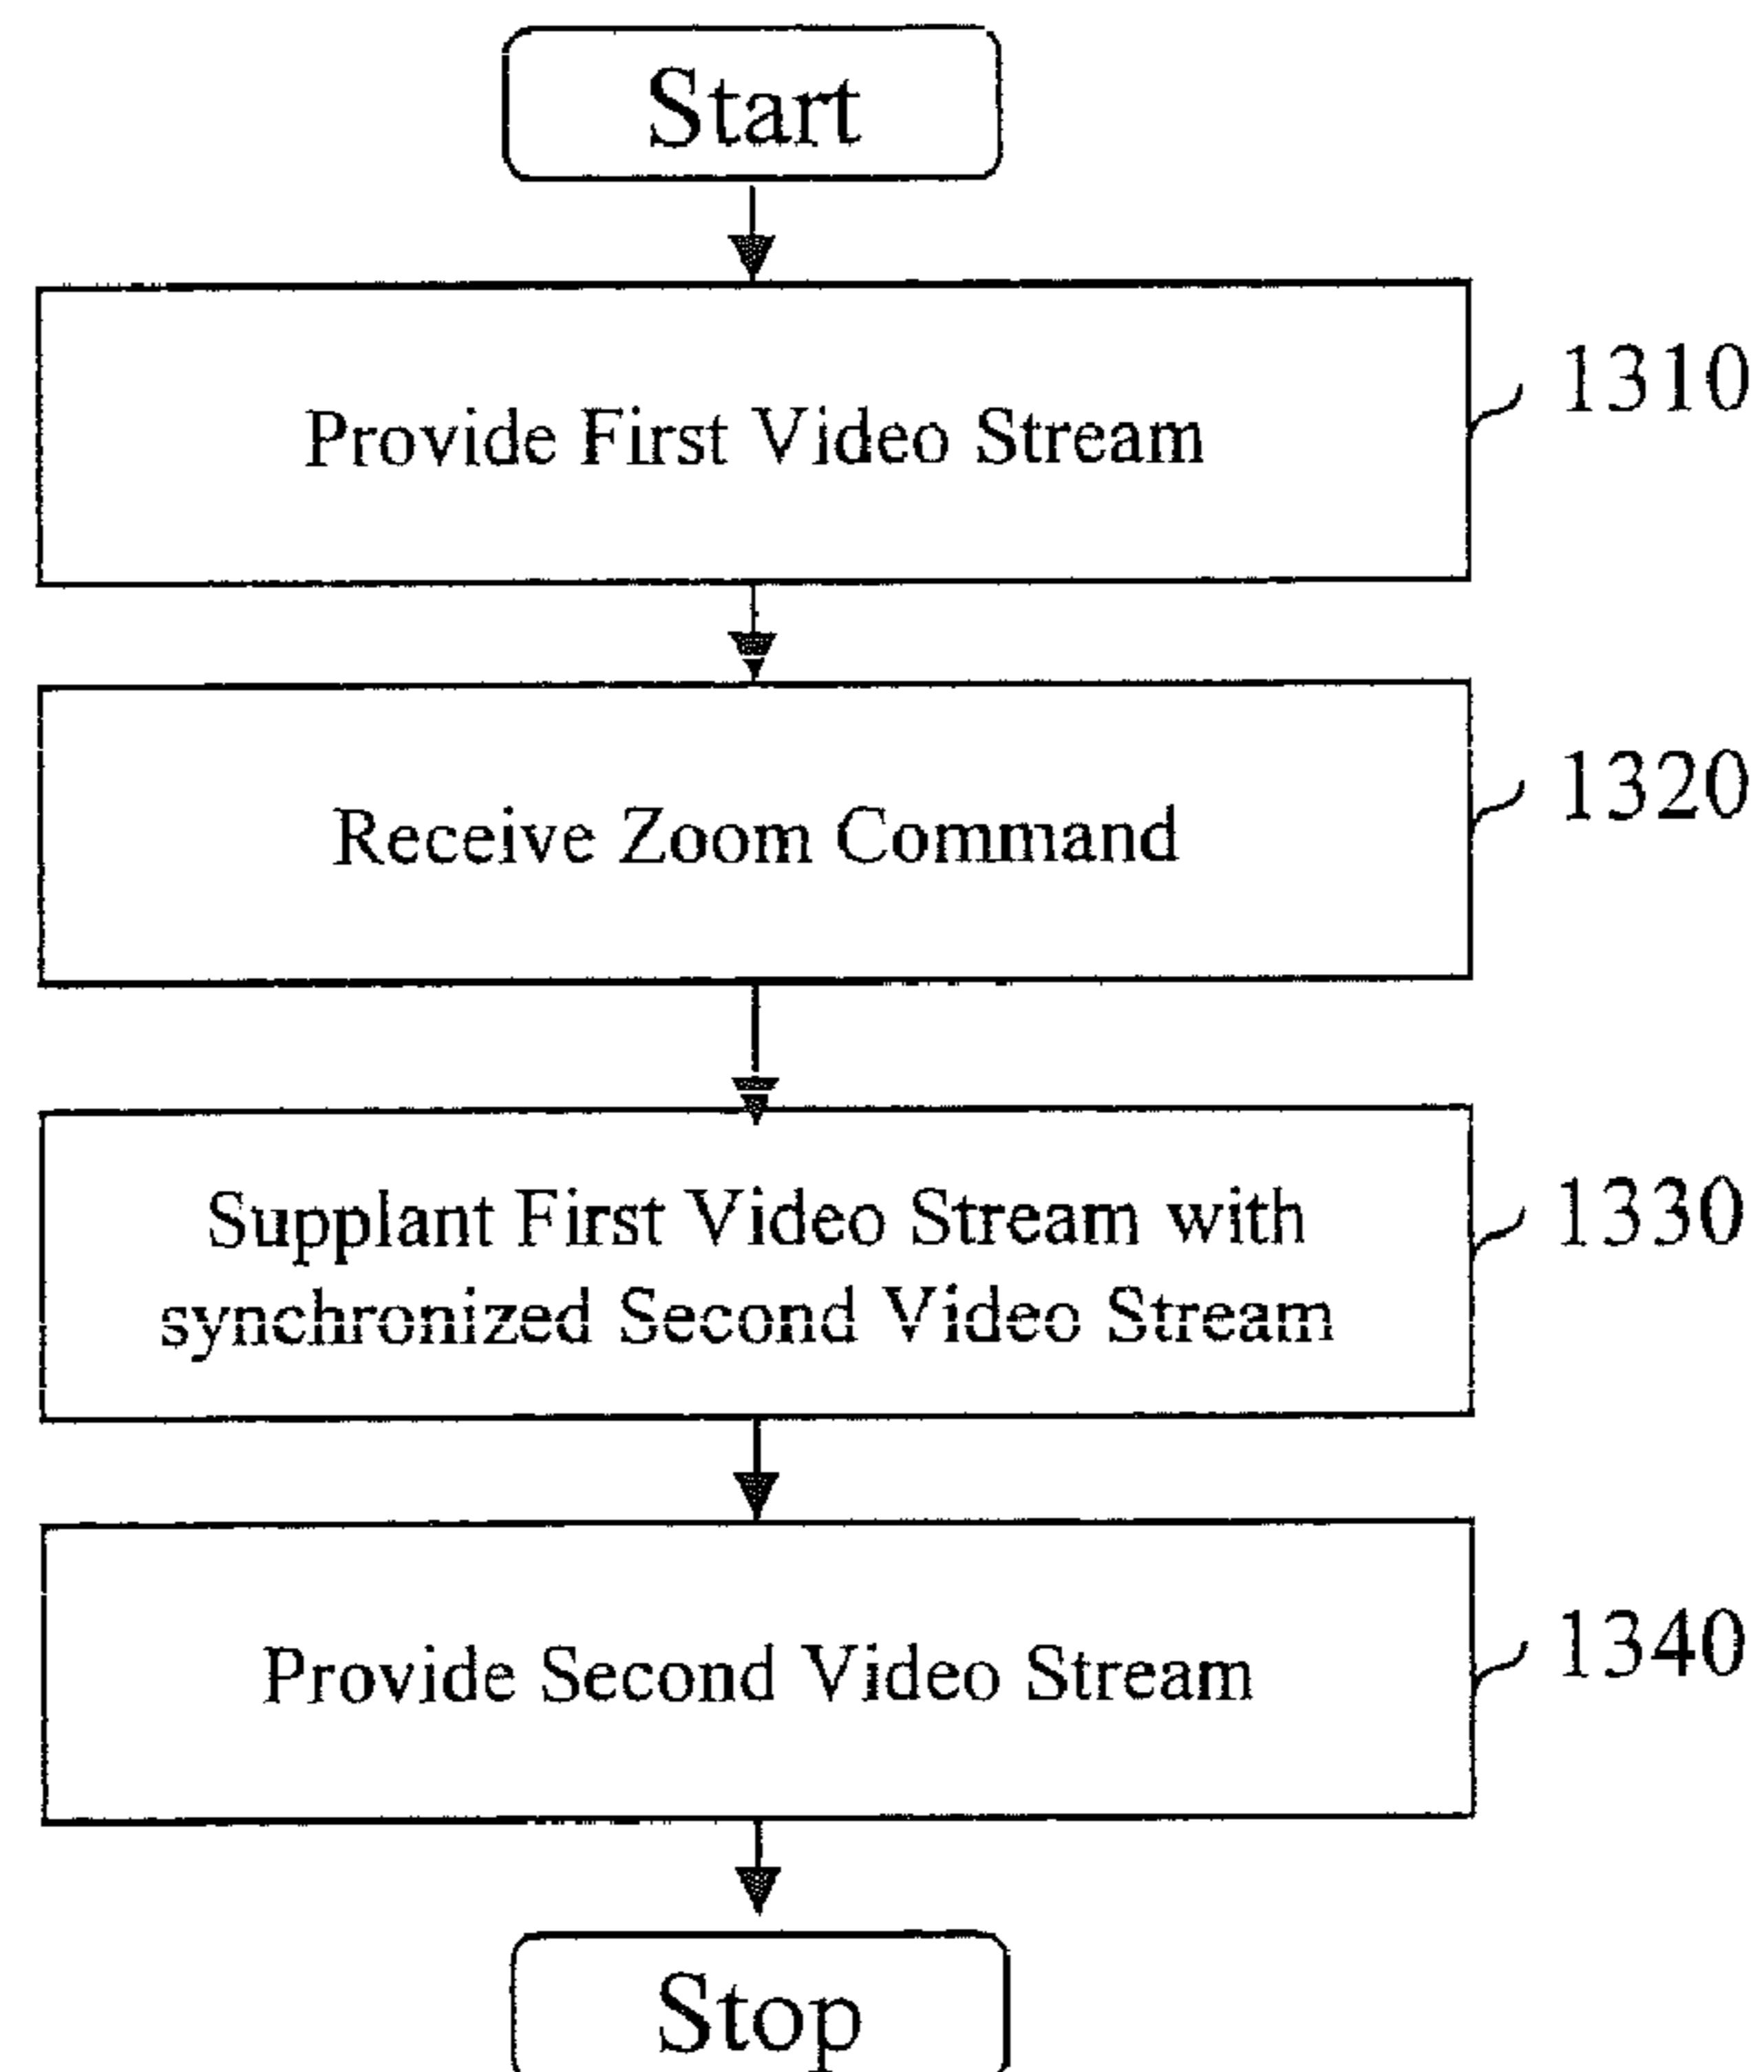 Start
Provide First Video Stream
1310
Receive Zoom Command
1320
Supplant First Video Stream with
synchronized Second Video Stream
1330
Provide Second Video Stream
1340
Stop